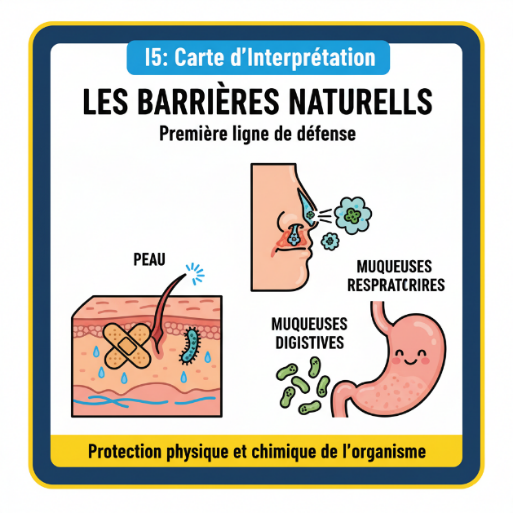 I5: Carte d'Interprétation
LES BARRIÈRES NATURELLS
Première ligne de défense
PEAU
MUQUEUSES
RESPRATCRIRES
MUQUEUSES
DIGISTIVES
Protection physique et chimique de l'organisme